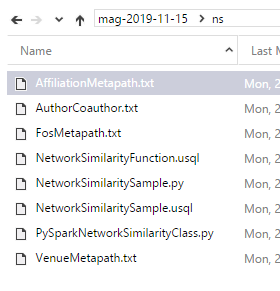 mag-2019-11-15 ns
Name Last M
AffiliationMetapath.txt Mon, 2
AuthorCoauthor.txt Mon, 2
FosMetapath.txt Mon, 2
NetworkSimilarityFunction.usql Mon, 2
NetworkSimilaritySample.py Mon, 2
NetworkSimilaritySample.usql Mon, 2
PySparkNetworkSimilarityClass.py Mon, 2
VenueMetapath.txt Mon, 2